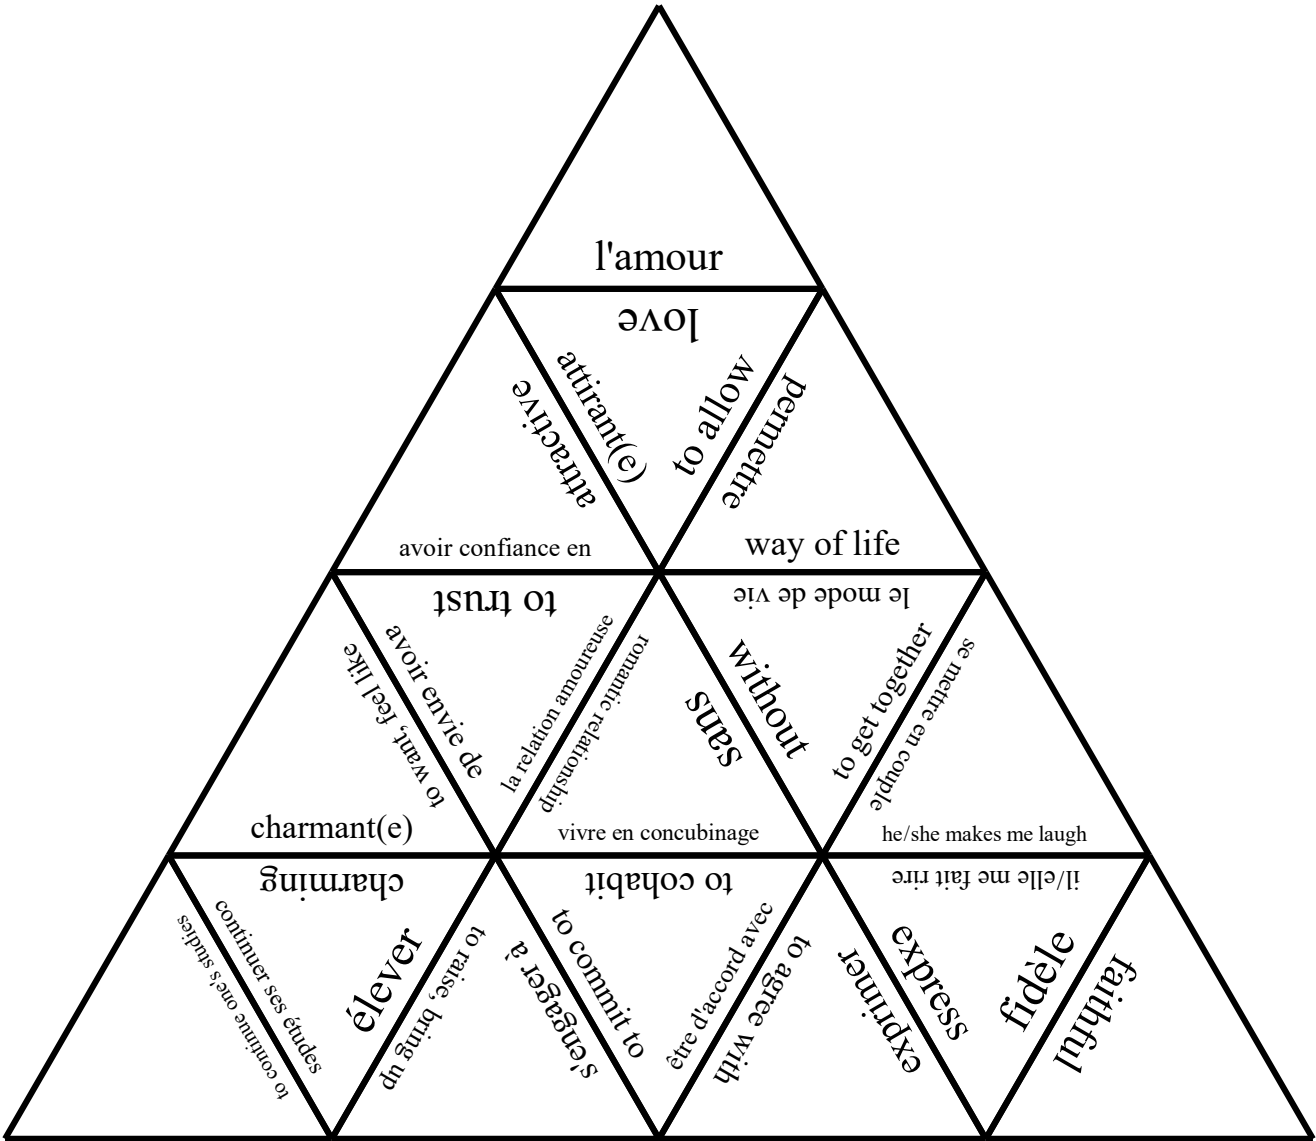 l'amour
love
attractive
attirant(e)
to allow
permettre
avoir confiance en
way of life
to trust
le mode de vie
to want, feel like
avoir envie de
la relation amoureuse
romantic relationship
sans
without
to get together
se mettre en couple
charmant(e)
vivre en concubinage
he/she makes me laugh
charming
to cohabit
il/elle me fait rire
to continue one's studies
continuer ses études
élever
to raise, bring up
s'engager à
to commit to
être d'accord avec
to agree with
exprimer
express
fidèle
faithful